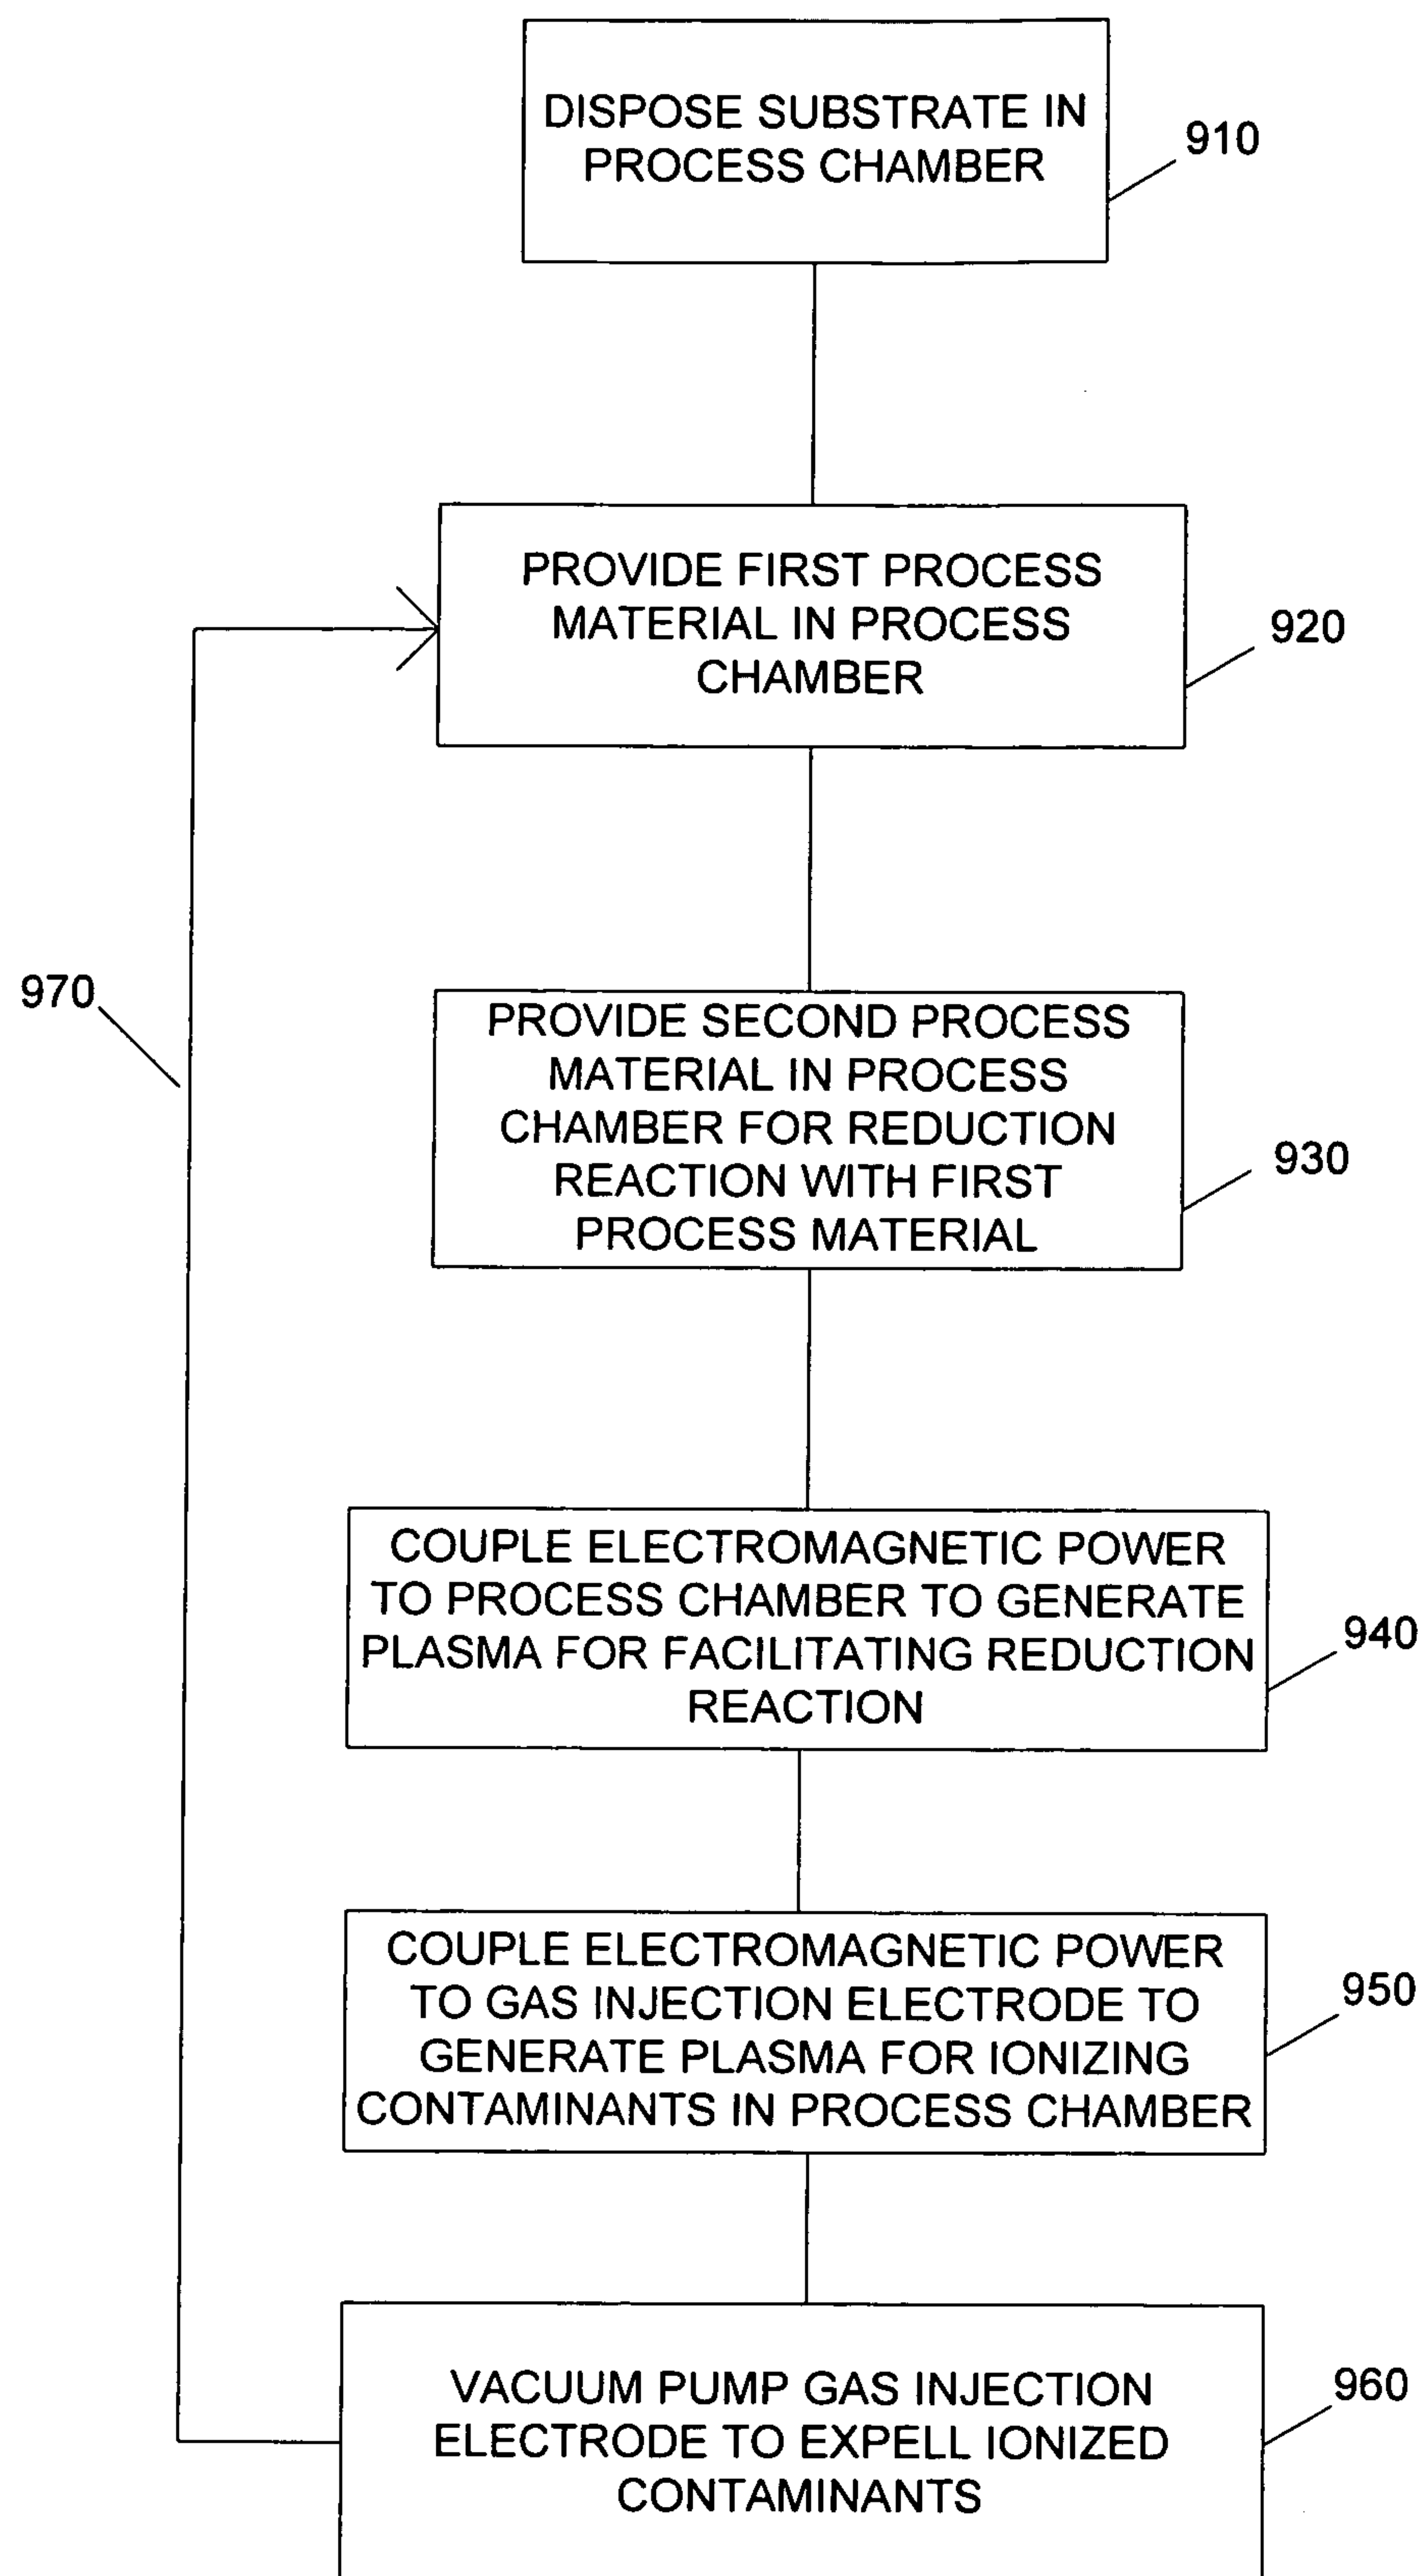 DISPOSE SUBSTRATE IN
PROCESS CHAMBER
910
PROVIDE FIRST PROCESS
MATERIAL IN PROCESS
CHAMBER
920
970
PROVIDE SECOND PROCESS
MATERIAL IN PROCESS
CHAMBER FOR REDUCTION
REACTION WITH FIRST
PROCESS MATERIAL
930
COUPLE ELECTROMAGNETIC POWER
TO PROCESS CHAMBER TO GENERATE
PLASMA FOR FACILITATING REDUCTION
REACTION
940
COUPLE ELECTROMAGNETIC POWER
TO GAS INJECTION ELECTRODE TO
GENERATE PLASMA FOR IONIZING
CONTAMINANTS IN PROCESS CHAMBER
950
VACUUM PUMP GAS INJECTION
ELECTRODE TO EXPELL IONIZED
CONTAMINANTS
960